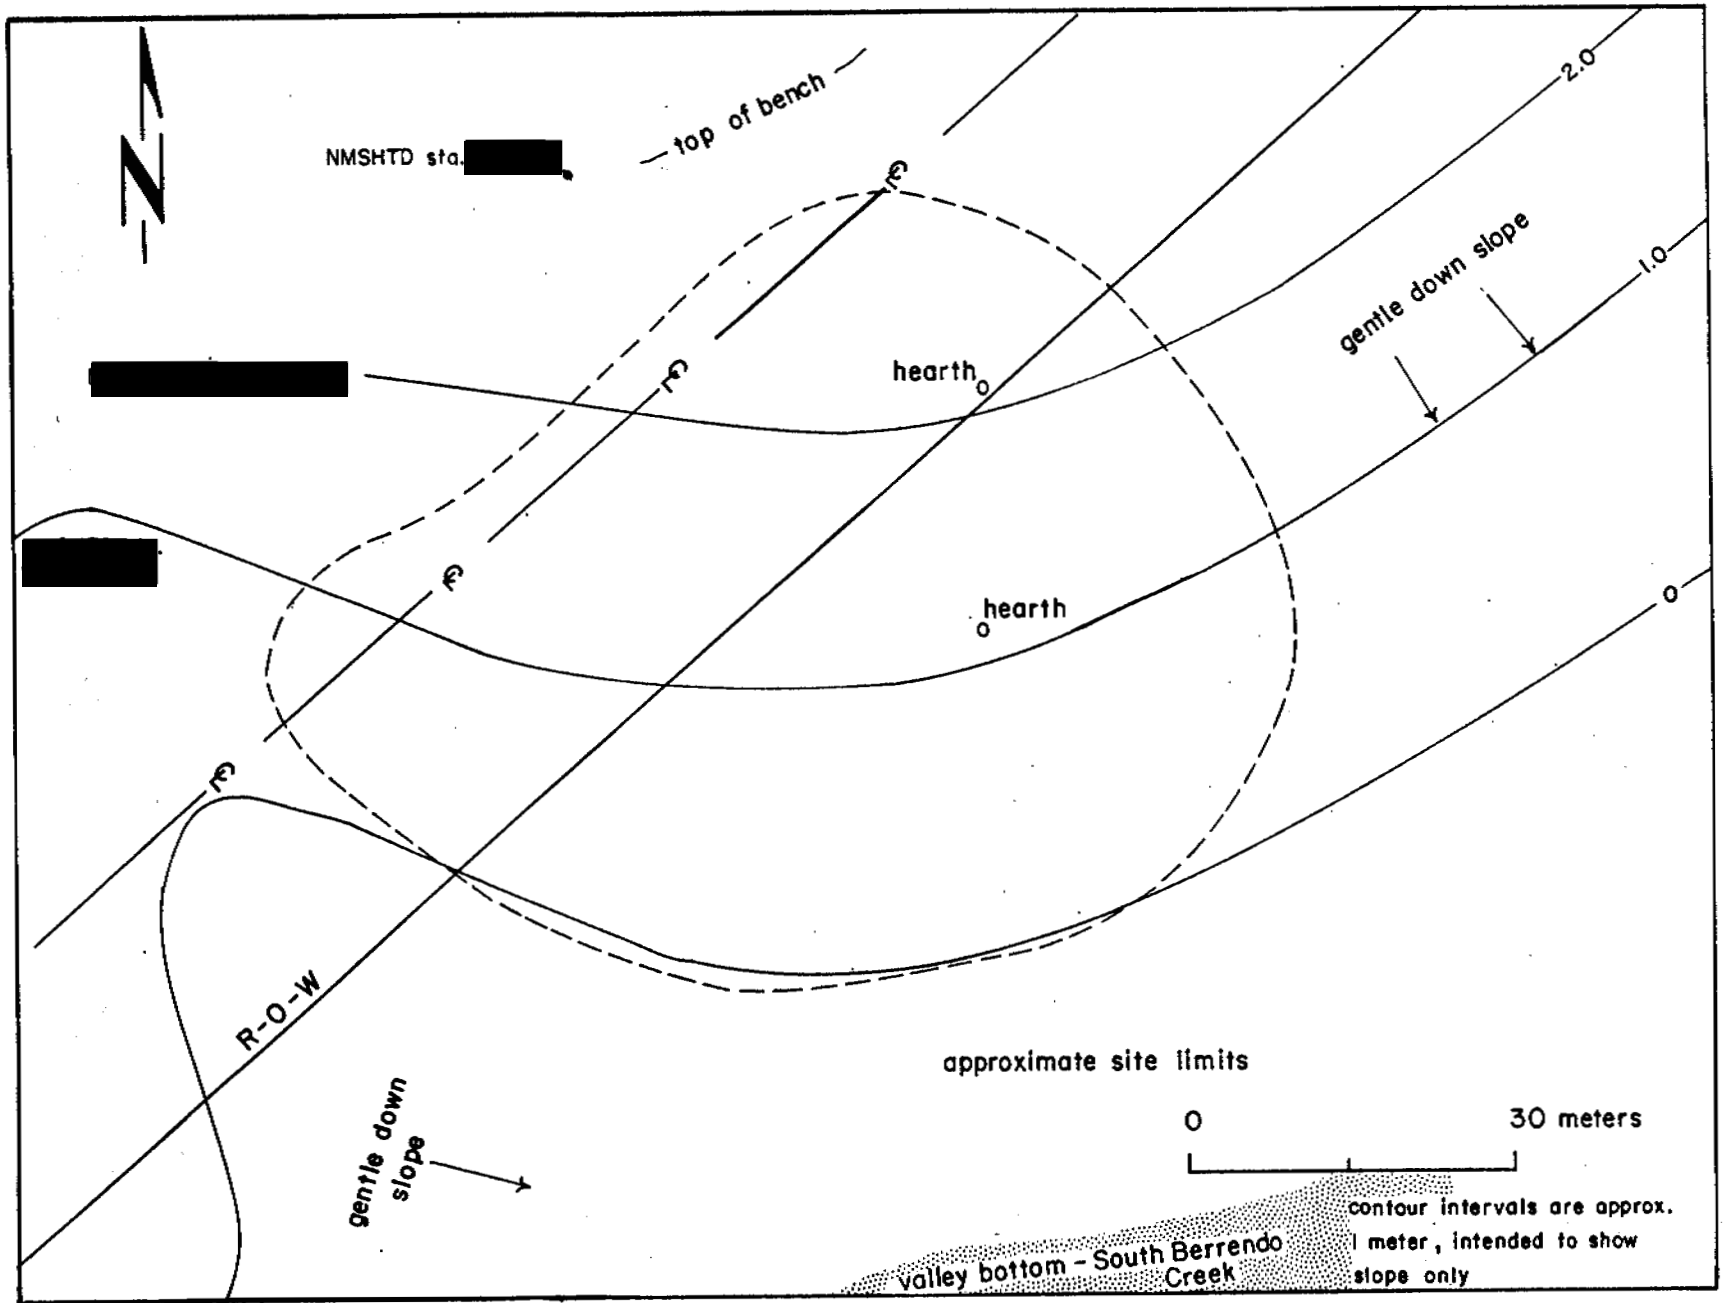 N
top of bench
NMSHTD sta.
2.0
℄
gentle down slope
1.0
hearth
℄
℄
hearth
0
℄
R-O-W
approximate site limits
0 30 meters
gentle down
slope
contour intervals are approx.
1 meter, intended to show
slope only
valley bottom - South Berrendo
Creek